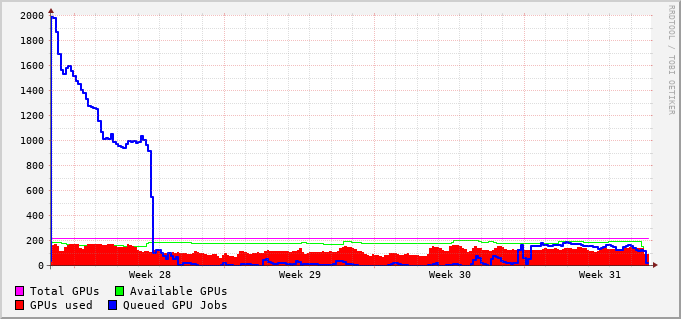 2000
1800
1600
1400
1200
1000
800
600
400
200
0
Week 28 Week 29 Week 30 Week 31
Total GPUs Available GPUs
GPUs used Queued GPU Jobs
RRDTOOL / TOBI OETIKER